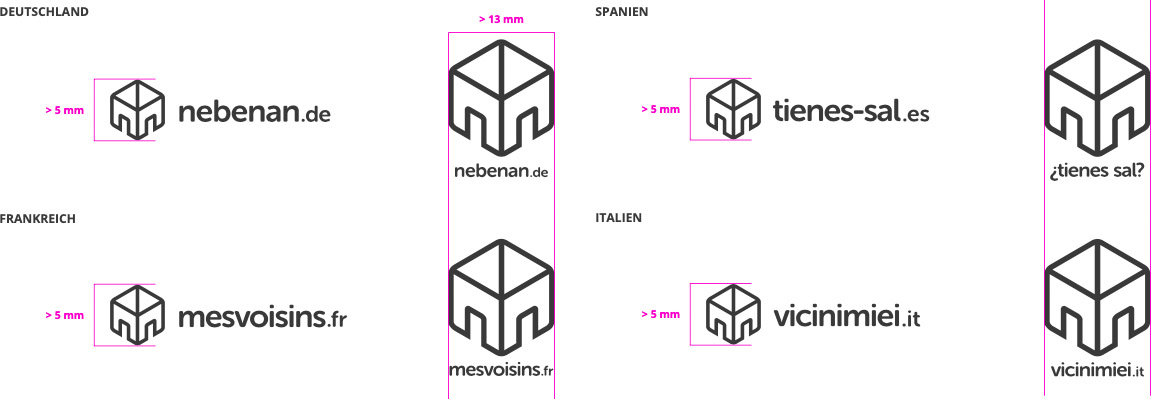 DEUTSCHLAND
> 13 mm
> 5 mm
nebenan.de
nebenan.de
SPANIEN
> 5 mm
tienes-sal.es
¿tienes sal?
FRANKREICH
> 5 mm
mesvoisins.fr
mesvoisins.fr
ITALIEN
> 5 mm
vicinimiei.it
vicinimiei.it